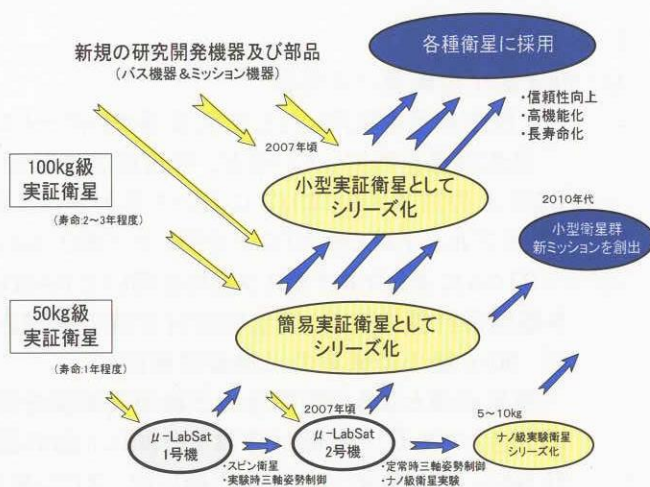 新規の研究開発機器及び部品
(バス機器&ミッション機器)
各種衛星に採用
・信頼性向上
・高機能化
・長寿命化
2007年頃
100kg級
実証衛星
(寿命:2〜3年程度)
小型実証衛星として
シリーズ化
2010年代
小型衛星群
新ミッションを創出
50kg級
実証衛星
(寿命:1年程度)
簡易実証衛星として
シリーズ化
2007年頃
5〜10kg
μ-LabSat
1号機
μ-LabSat
2号機
ナノ級実験衛星
シリーズ化
・スピン衛星
・実験時三軸姿勢制御
・定常時三軸姿勢制御
・ナノ級衛星実験